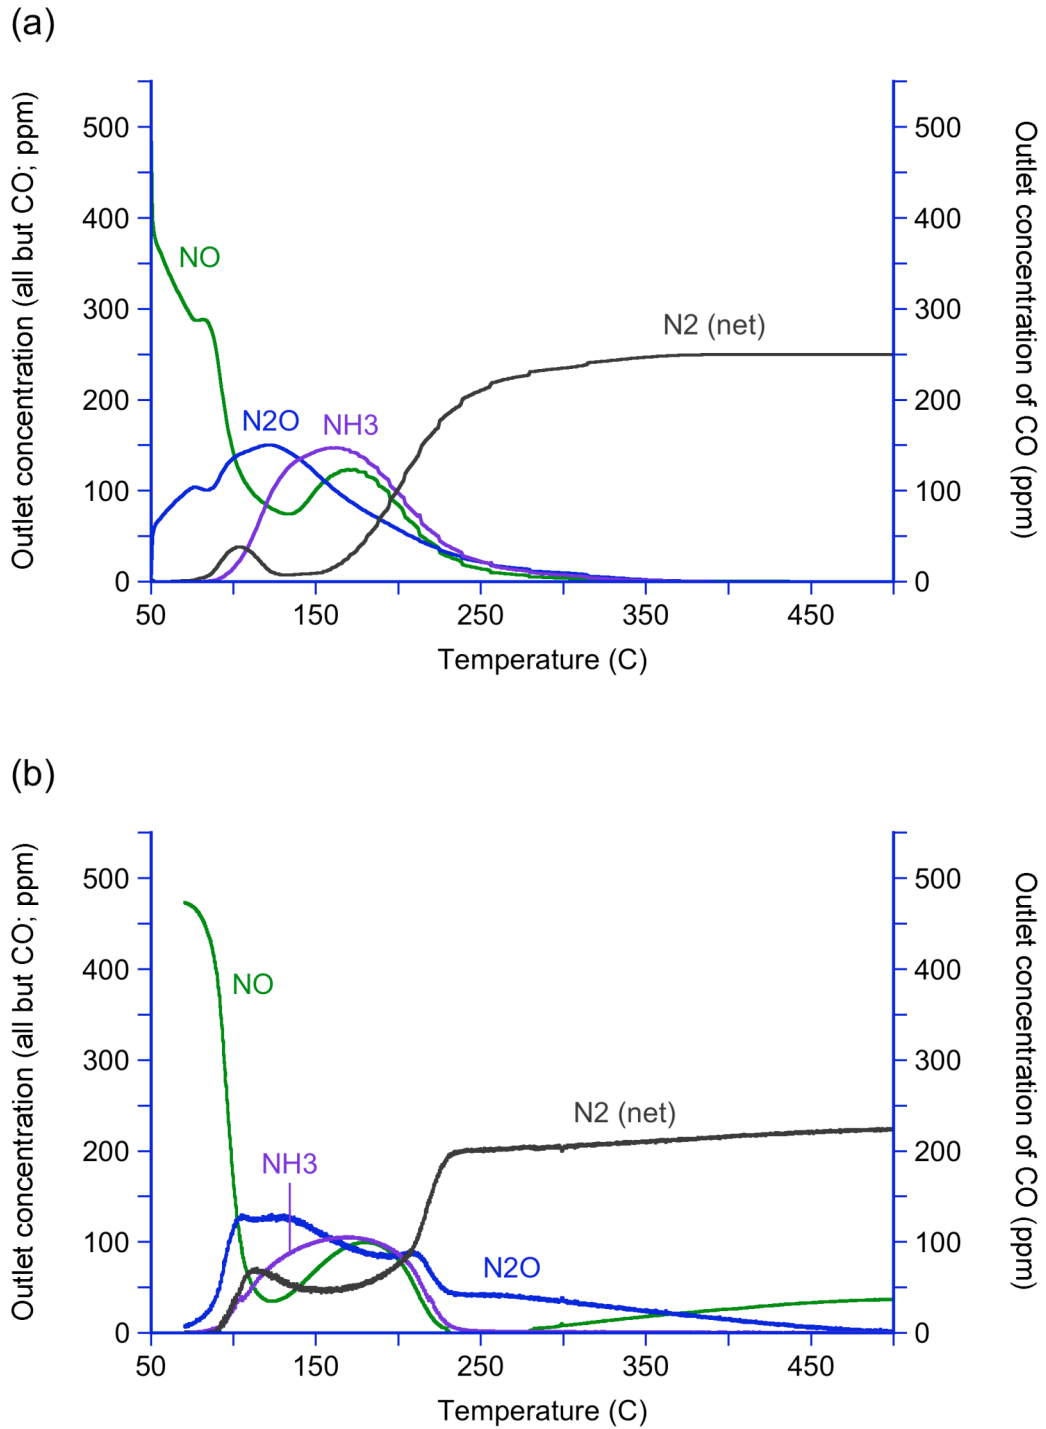 (a)
Outlet concentration (all but CO; ppm)
500
400
300
200
100
0
NO
N2O
NH3
N2 (net)
500
400
300
200
100
0
Outlet concentration of CO (ppm)
50 150 250 350 450
Temperature (C)
(b)
Outlet concentration (all but CO; ppm)
500
400
300
200
100
0
NO
NH3
N2O
N2 (net)
500
400
300
200
100
0
Outlet concentration of CO (ppm)
50 150 250 350 450
Temperature (C)